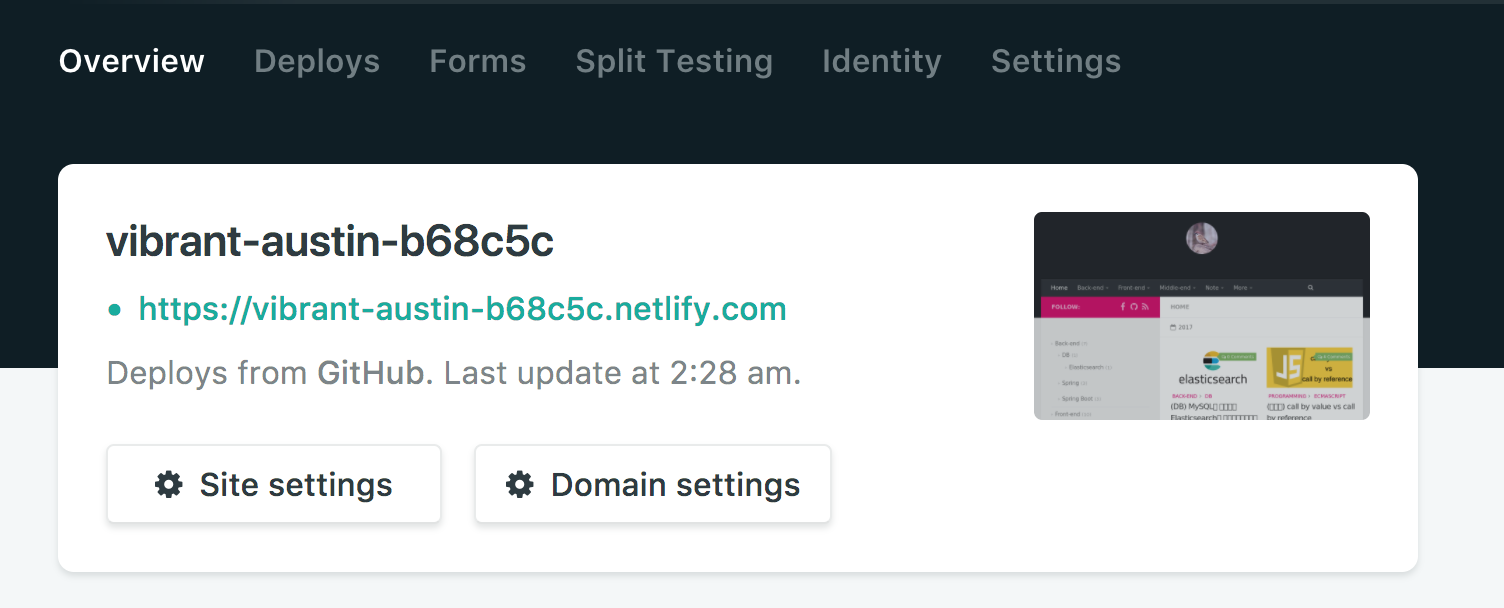 Overview Deploys Forms Split Testing Identity Settings
vibrant-austin-b68c5c
• https://vibrant-austin-b68c5c.netlify.com
Deploys from GitHub. Last update at 2:28 am.
Site settings Domain settings
Home Back-end Front-end Middle-end Note More
FOLLOW:
HOME
2017
Back-end
DB
Elasticsearch
Spring
Spring Boot
Front-end
elasticsearch
BACK-END DB
(DB) MySQL
Elasticsearch
JS
vs
call by reference
PROGRAMMING ECMASCRIPT
call by value vs call
by reference